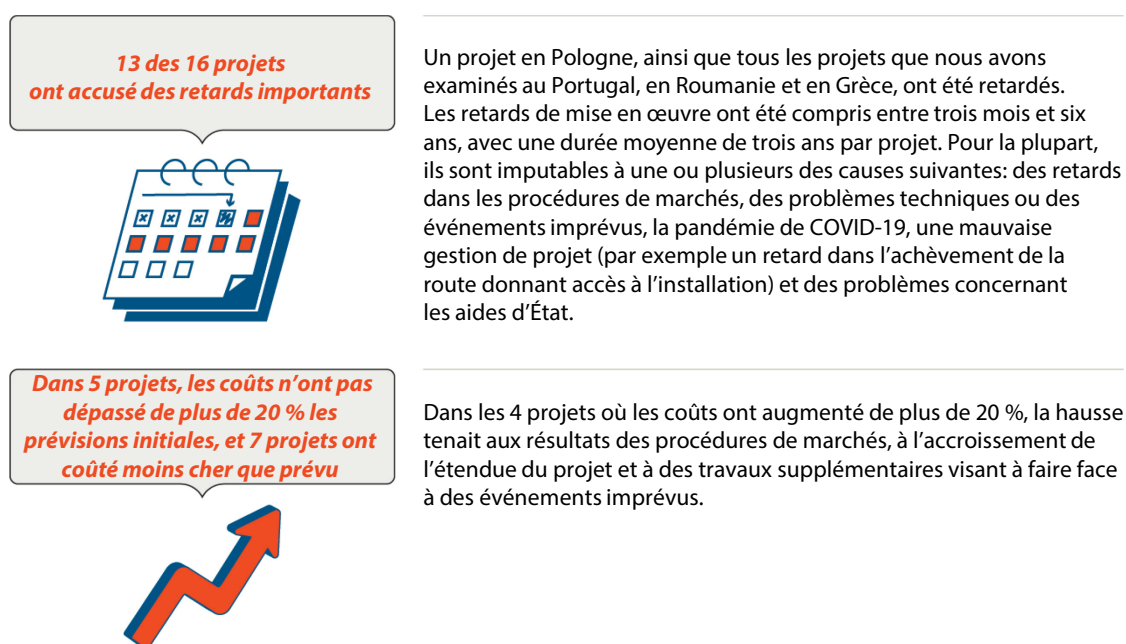 13 des 16 projets
ont accusé des retards importants
Un projet en Pologne, ainsi que tous les projets que nous avons
examinés au Portugal, en Roumanie et en Grèce, ont été retardés.
Les retards de mise en œuvre ont été compris entre trois mois et six
ans, avec une durée moyenne de trois ans par projet. Pour la plupart,
ils sont imputables à une ou plusieurs des causes suivantes: des retards
dans les procédures de marchés, des problèmes techniques ou des
événements imprévus, la pandémie de COVID-19, une mauvaise
gestion de projet (par exemple un retard dans l’achèvement de la
route donnant accès à l’installation) et des problèmes concernant
les aides d’État.
Dans 5 projets, les coûts n’ont pas
dépassé de plus de 20 % les
prévisions initiales, et 7 projets ont
coûté moins cher que prévu
Dans les 4 projets où les coûts ont augmenté de plus de 20 %, la hausse
tenait aux résultats des procédures de marchés, à l’accroissement de
l’étendue du projet et à des travaux supplémentaires visant à faire face
à des événements imprévus.